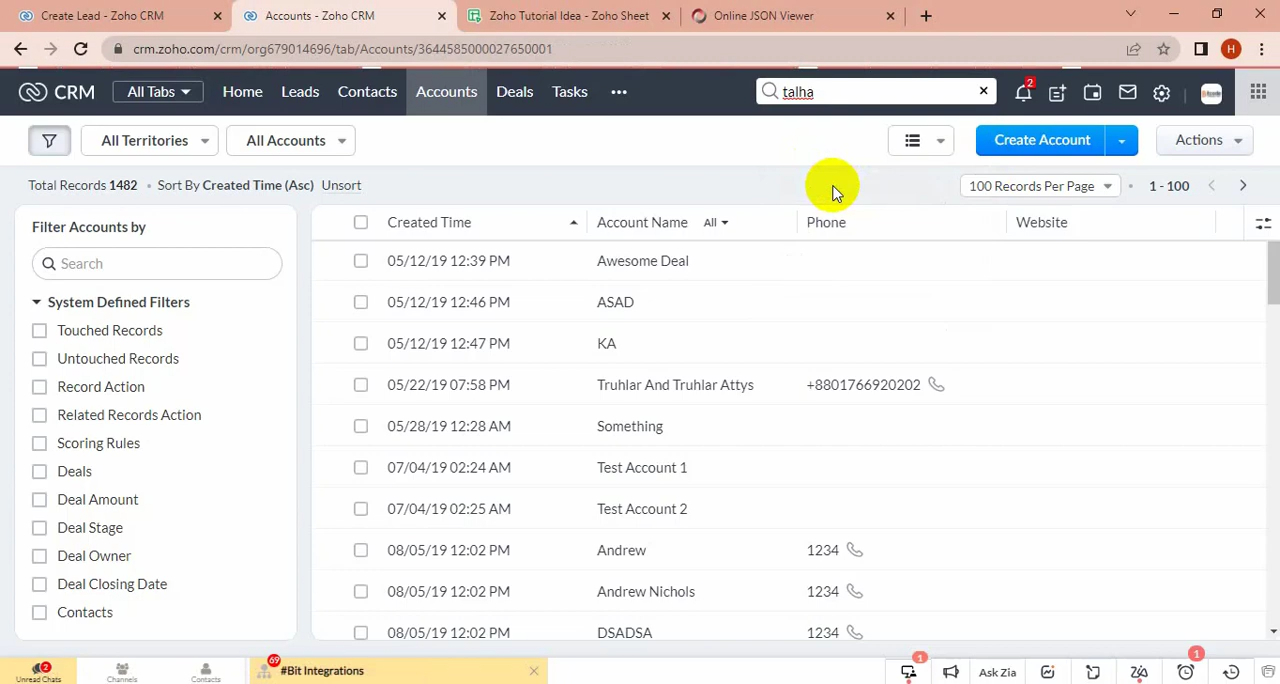 Create Lead - Zoho CRM
Accounts - Zoho CRM
Zoho Tutorial Idea - Zoho Sheet
Online JSON Viewer
crm.zoho.com/crm/org679014696/tab/Accounts/3644585000027650001
H
CRM
All Tabs
Home
Leads
Contacts
Accounts
Deals
Tasks
talha
2
All Territories
All Accounts
Create Account
Actions
Total Records 1482 • Sort By Created Time (Asc) Unsort
100 Records Per Page • 1 - 100
Filter Accounts by
Search
System Defined Filters
Touched Records
Untouched Records
Record Action
Related Records Action
Scoring Rules
Deals
Deal Amount
Deal Stage
Deal Owner
Deal Closing Date
Contacts
Created Time Account Name All Phone Website
05/12/19 12:39 PM Awesome Deal
05/12/19 12:46 PM ASAD
05/12/19 12:47 PM KA
05/22/19 07:58 PM Truhlar And Truhlar Attys +8801766920202
05/28/19 12:28 AM Something
07/04/19 02:24 AM Test Account 1
07/04/19 02:25 AM Test Account 2
08/05/19 12:02 PM Andrew 1234
08/05/19 12:02 PM Andrew Nichols 1234
08/05/19 12:02 PM DSADSA 1234
2
Unread Chats
Channels
Contacts
69
#Bit Integrations
1
Ask Zia
1